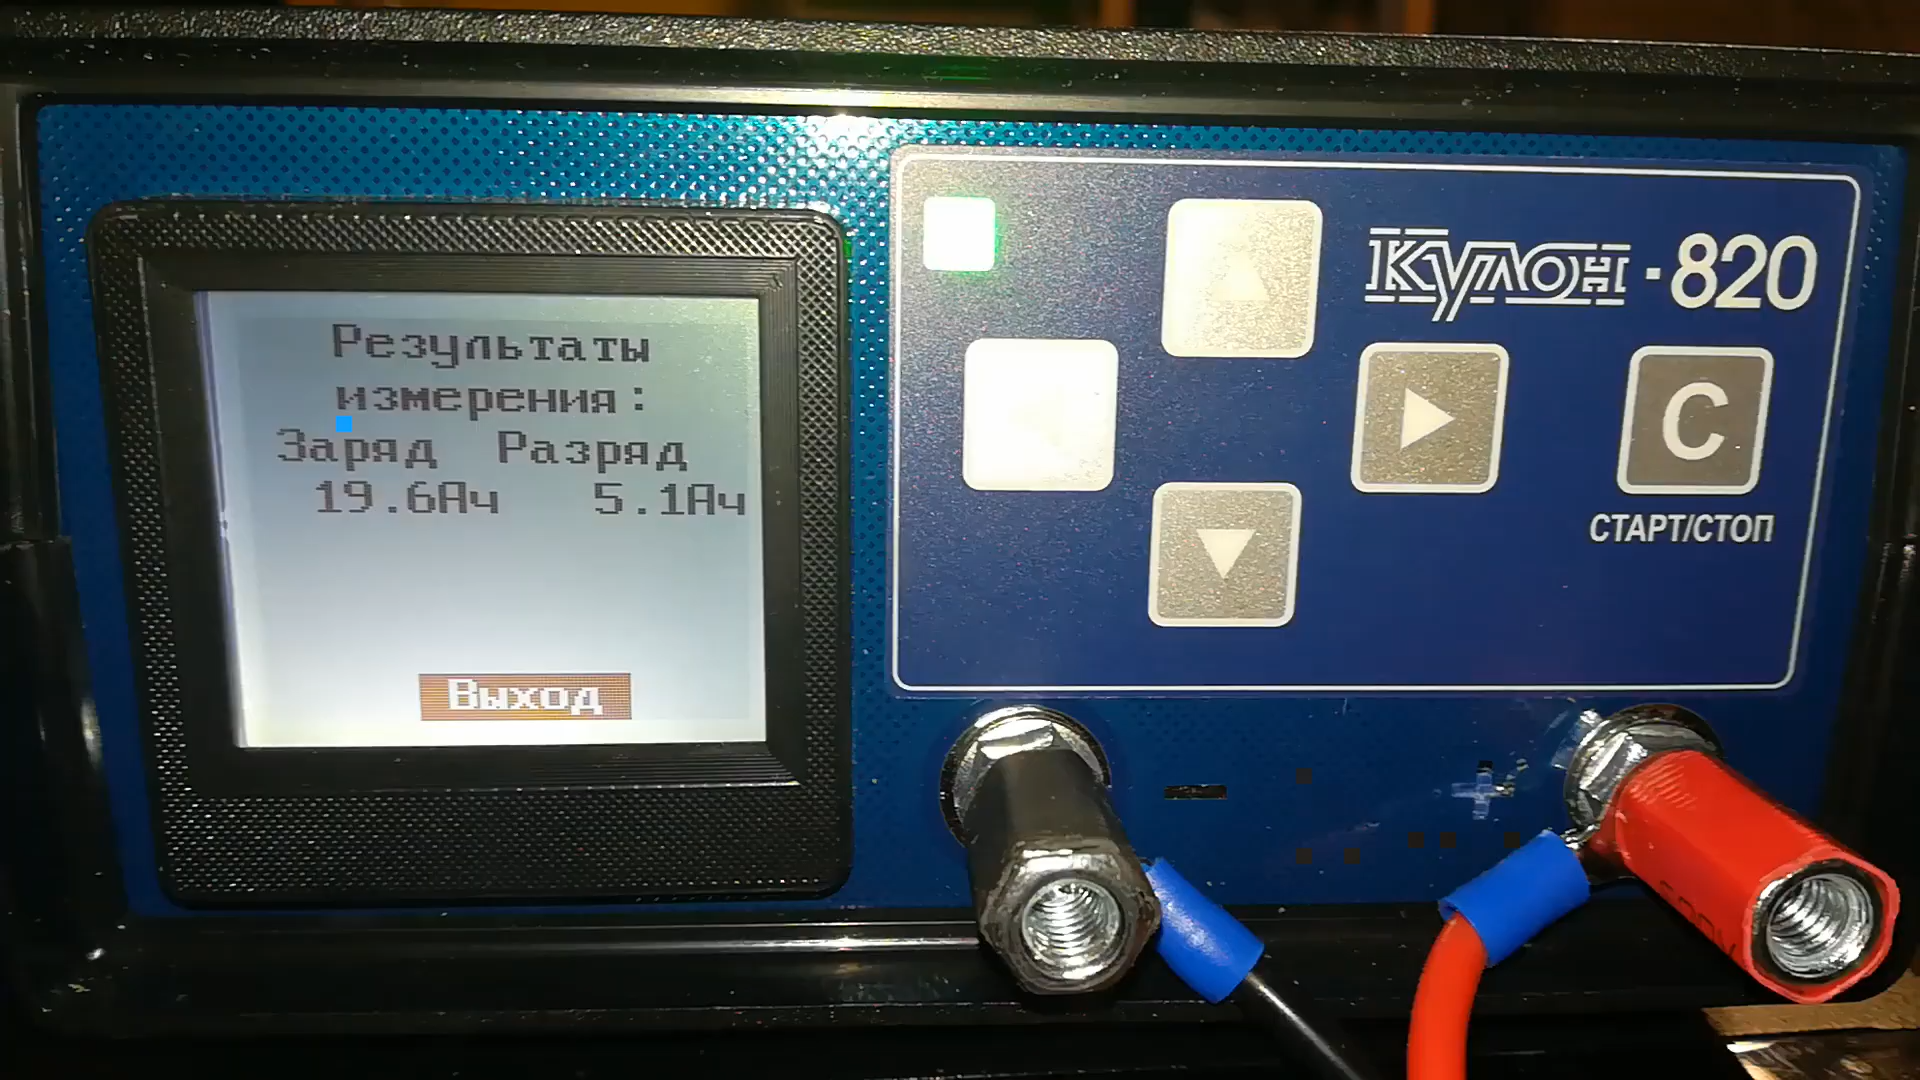 Результаты
измерения:
Заряд Разряд
19.6Ач 5.1Ач
Выход
Кулон-820
C
СТАРТ/СТОП
- +